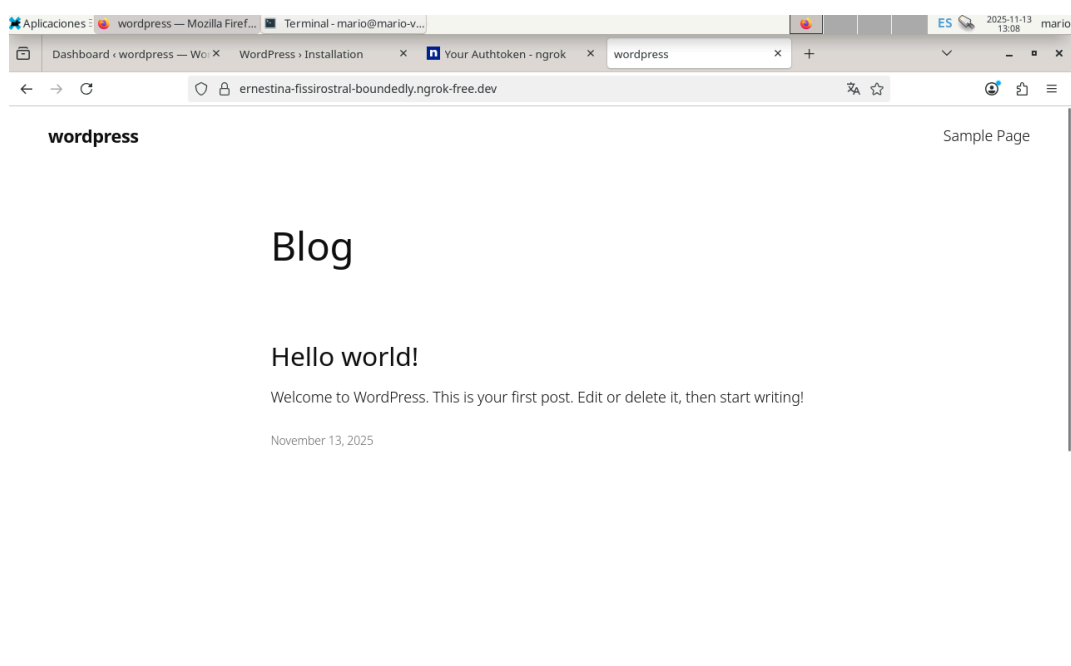 Aplicaciones wordpress — Mozilla Firef... Terminal - mario@mario-v... ES 2025-11-13 mario
13:08
Dashboard ‹ wordpress — Wor WordPress › Installation Your Authtoken - ngrok wordpress
ernestina-fissirostral-boundedly.ngrok-free.dev
wordpress Sample Page
Blog
Hello world!
Welcome to WordPress. This is your first post. Edit or delete it, then start writing!
November 13, 2025